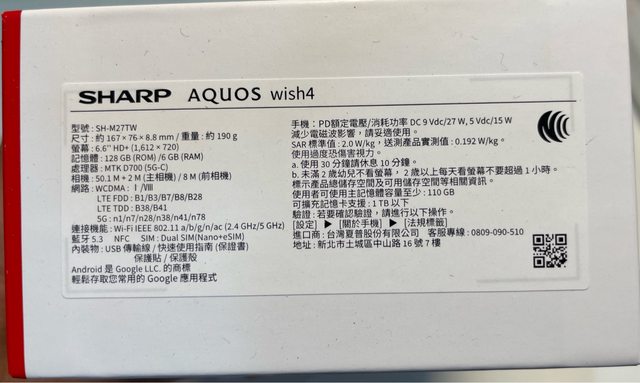 SHARP AQUOS wish4
型號: SH-M27TW
尺寸: 約 167 × 76 × 8.8 mm / 重量: 約 190 g
螢幕: 6.6" HD+ (1,612 × 720)
記憶體: 128 GB (ROM) /6 GB (RAM)
處理器: MTK D700 (5G-C)
相機: 50.1 M + 2 M (主相機) / 8 M (前相機)
網路: WCDMA: Ⅰ/Ⅷ
LTE FDD : B1/B3/B7/B8/B28
LTE TDD : B38/B41
5G : n1/n7/n28/n38/n41/n78
連接機能: Wi-Fi IEEE 802.11 a/b/g/n/ac (2.4 GHz/5 GHz)
藍牙 5.3 NFC SIM : Dual SIM (Nano+eSIM)
內裝物: USB 傳輸線 / 快速使用指南 (保證書)
保護貼 / 保護殼
Android 是 Google LLC. 的商標
輕鬆存取您常用的 Google 應用程式
手機: PD額定電壓/消耗功率 DC 9 Vdc/27 W, 5 Vdc/15 W
減少電磁波影響，請妥適使用。
SAR 標準值: 2.0 W/kg，送測產品實測值: 0.192 W/kg。
使用過度恐傷害視力。
a. 使用 30 分鐘請休息 10 分鐘。
b. 未滿 2 歲幼兒不看螢幕，2 歲以上每天看螢幕不要超過 1 小時。
標示產品總儲存空間及可用儲存空間等相關資訊。
使用者可使用主記憶體容量至少: 110 GB
可擴充記憶卡支援: 1 TB以下
驗證: 若要確認驗證，請進行以下操作。
[設定] ▶ [關於手機] ▶ [法規標籤]
進口商: 台灣夏普股份有限公司 客服專線: 0809-090-510
地址: 新北市土城區中山路 16 號 7 樓